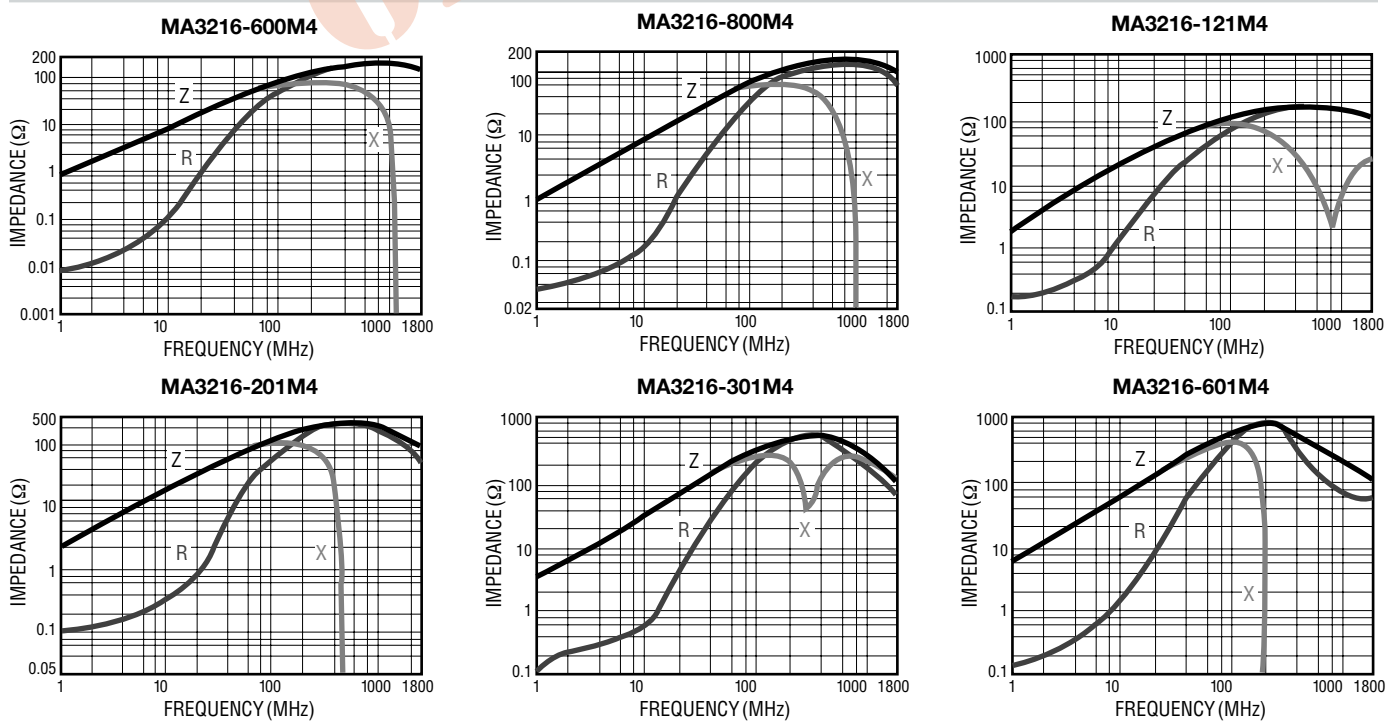 MA3216-600M4
IMPEDANCE (Ω)
200
100
10
1
0.1
0.01
0.001
Z
R
X
1 10 100 1000 1800
FREQUENCY (MHz)
MA3216-800M4
IMPEDANCE (Ω)
200
100
10
1
0.1
0.02
Z
R
X
1 10 100 1000 1800
FREQUENCY (MHz)
MA3216-121M4
IMPEDANCE (Ω)
1000
100
10
1
0.1
Z
R
X
1 10 100 1000 1800
FREQUENCY (MHz)
MA3216-201M4
IMPEDANCE (Ω)
500
100
10
1
0.1
0.05
Z
R
X
1 10 100 1000 1800
FREQUENCY (MHz)
MA3216-301M4
IMPEDANCE (Ω)
1000
100
10
1
0.1
Z
R
X
1 10 100 1000 1800
FREQUENCY (MHz)
MA3216-601M4
IMPEDANCE (Ω)
1000
100
10
1
0.1
Z
R
X
1 10 100 1000 1800
FREQUENCY (MHz)